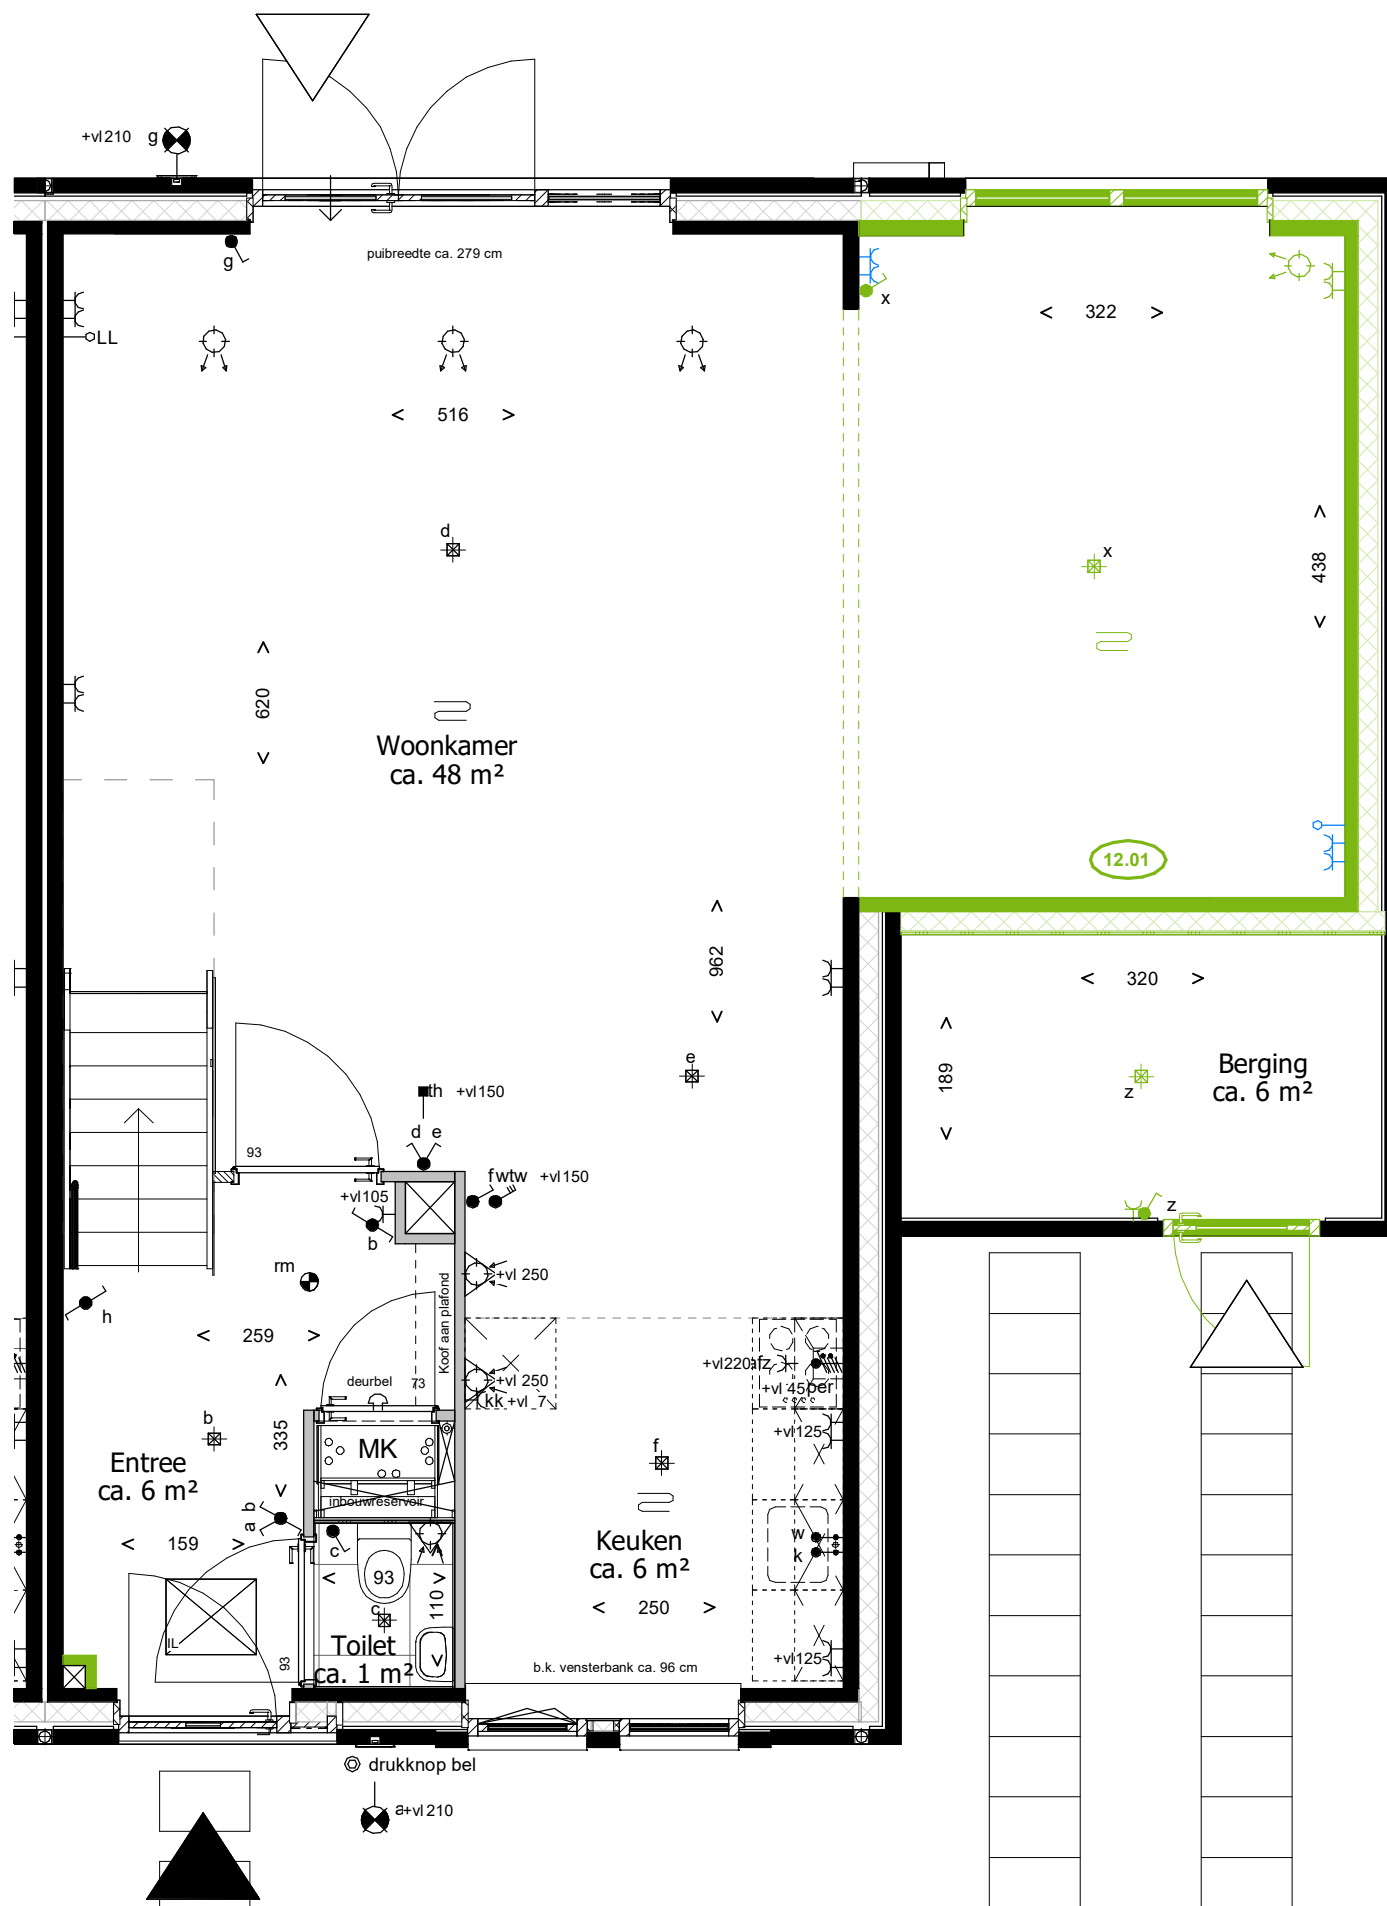 +vl210 g
g
puibreedte ca. 279 cm
x
< 322 >
LL
< 516 >
d
x
< 438 >
< 620 >
Woonkamer
ca. 48 m²
12.01
< 962 >
< 320 >
e
< 189 >
Berging
ca. 6 m²
z
th +vl150
d e
93
fwtw +vl150
+vl105
b
z
rm
+vl 250
h
Koof aan plafond
< 259 >
deurbel
73
+vl 250
kk +vl 7
+vl220afz
+vl 45per
b
< 335 >
MK
+vl125
f
Entree
ca. 6 m²
inbouwreservoir
a b
c
< 159 >
Keuken
ca. 6 m²
w
k
< 93 >
< 110 >
c
< 250 >
IL
93
Toilet
ca. 1 m²
b.k. vensterbank ca. 96 cm
+vl125
drukknop bel
a+vl210